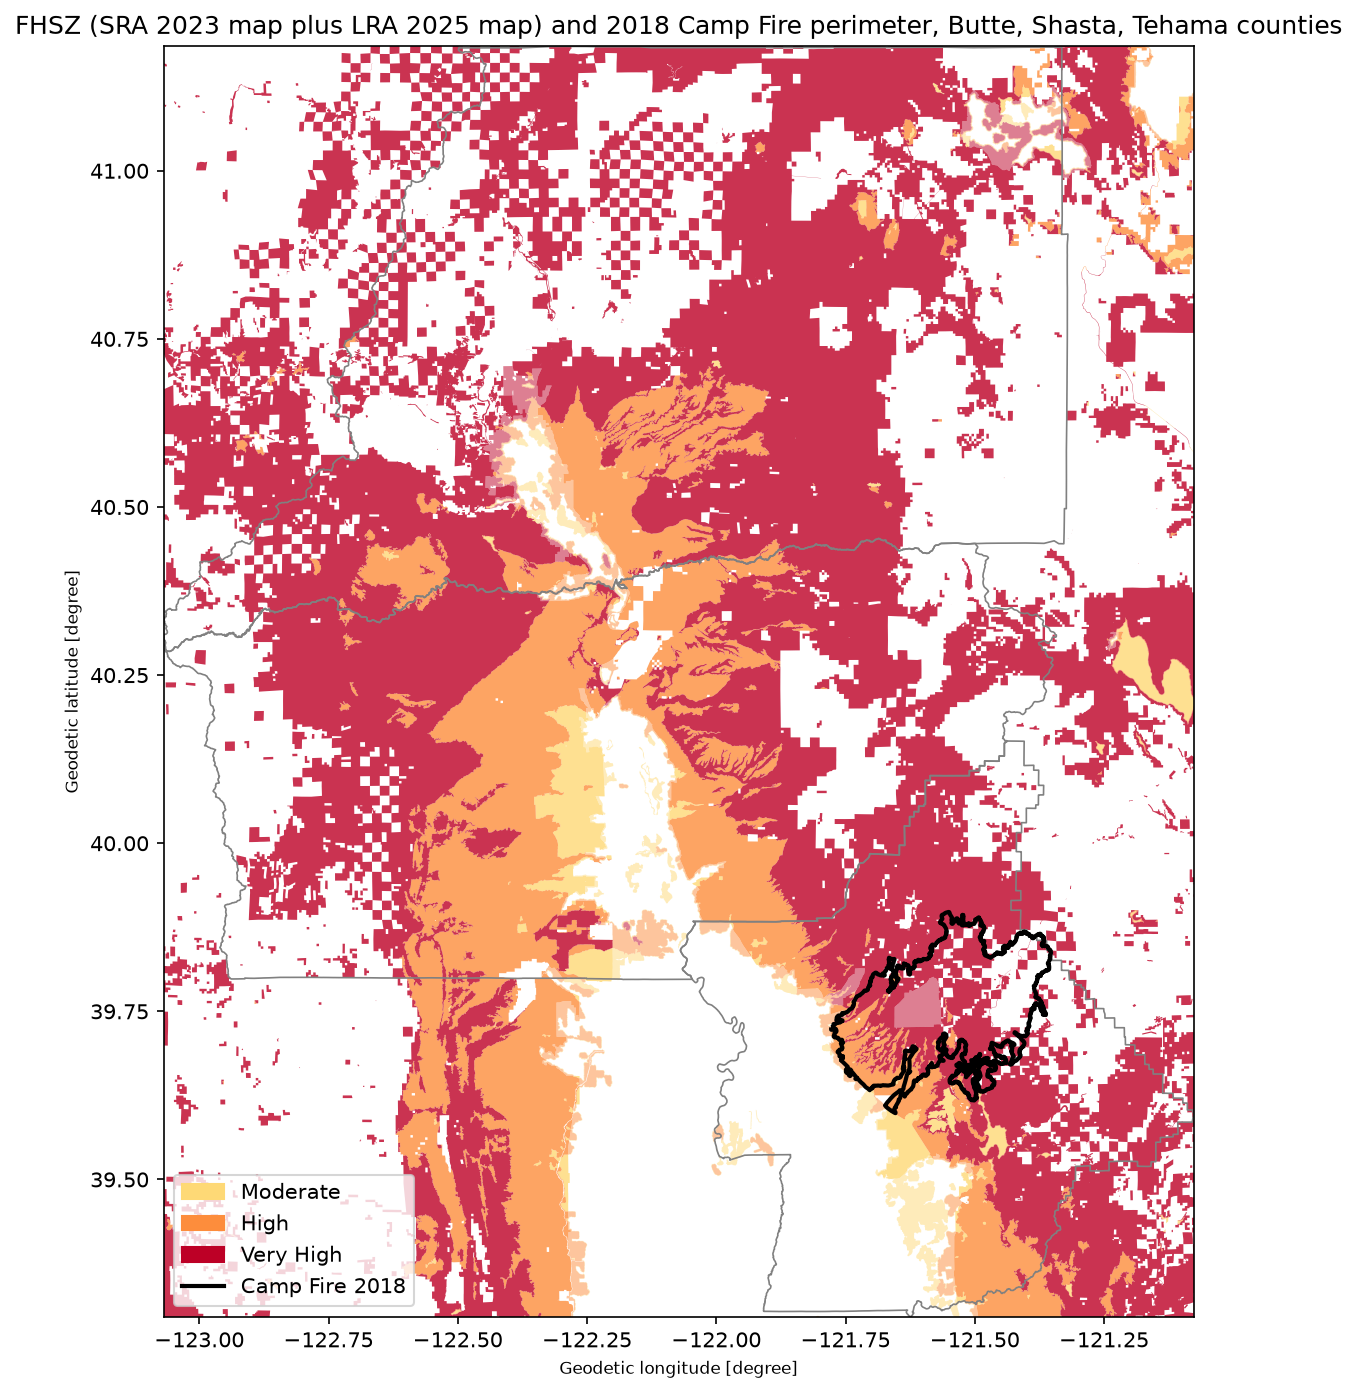 FHSZ (SRA 2023 map plus LRA 2025 map) and 2018 Camp Fire perimeter, Butte, Shasta, Tehama counties
41.00
40.75
40.50
40.25
40.00
39.75
39.50
Geodetic latitude [degree]
Moderate
High
Very High
Camp Fire 2018
−123.00 −122.75 −122.50 −122.25 −122.00 −121.75 −121.50 −121.25
Geodetic longitude [degree]